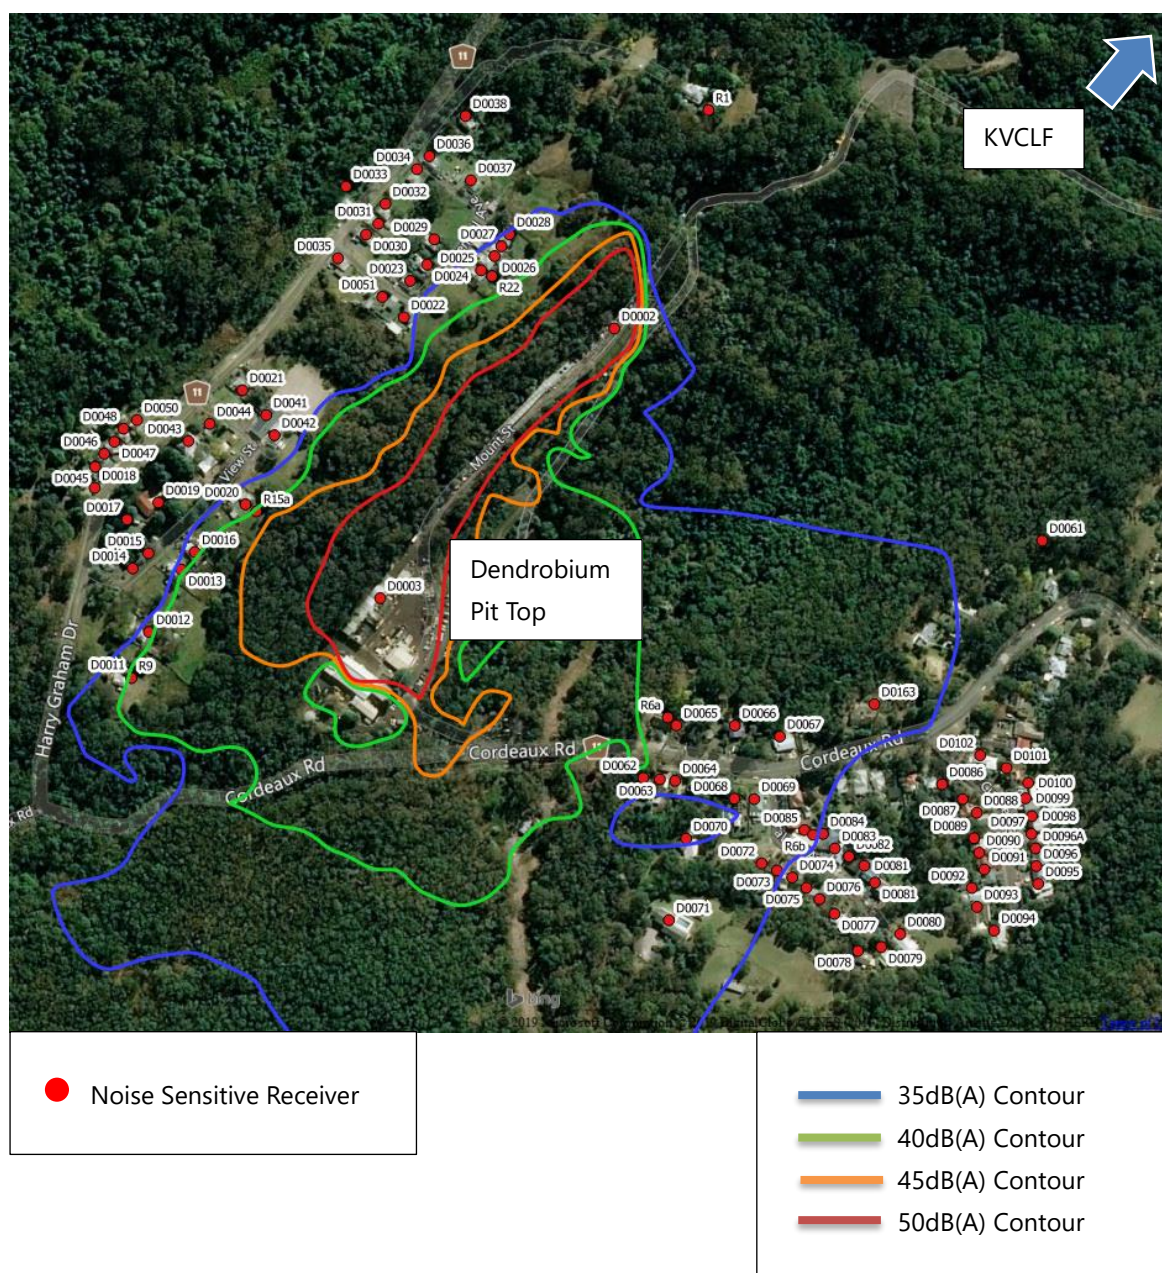 11
D0038
R1
KVCLF
D0036
D0034
D0037
D0033
D0032
D0031
D0029
D0028
D0027
D0030
D0035
D0025
D0026
D0023
D0024
R22
D0051
D0022
D0002
11
D0021
D0050
D0044
D0041
D0048
D0043
D0042
D0046
D0047
Mount St
View St
D0018
D0045
D0019
D0020
R15a
D0017
D0061
D0015
D0016
D0014
D0013
Dendrobium
Pit Top
D0003
D0012
D0011
R9
Harry Graham Dr
D0163
R6a
D0065
D0066
D0067
Cordeaux Rd
Cordeaux Rd
Cordeaux Rd
D0102
D0101
D0062
D0064
D0086
D0100
D0063
D0068
D0069
D0099
D0087
D0088
D0098
D0085
D0084
D0097
D0070
D0083
D0089
D0096A
R6b
D0082
D0090
D0072
D0091
D0096
D0074
D0081
D0073
D0092
D0095
D0076
D0081
D0075
D0093
D0071
D0077
D0080
D0094
D0078
D0079
x Rd
bing
Noise Sensitive Receiver
35dB(A) Contour
40dB(A) Contour
45dB(A) Contour
50dB(A) Contour